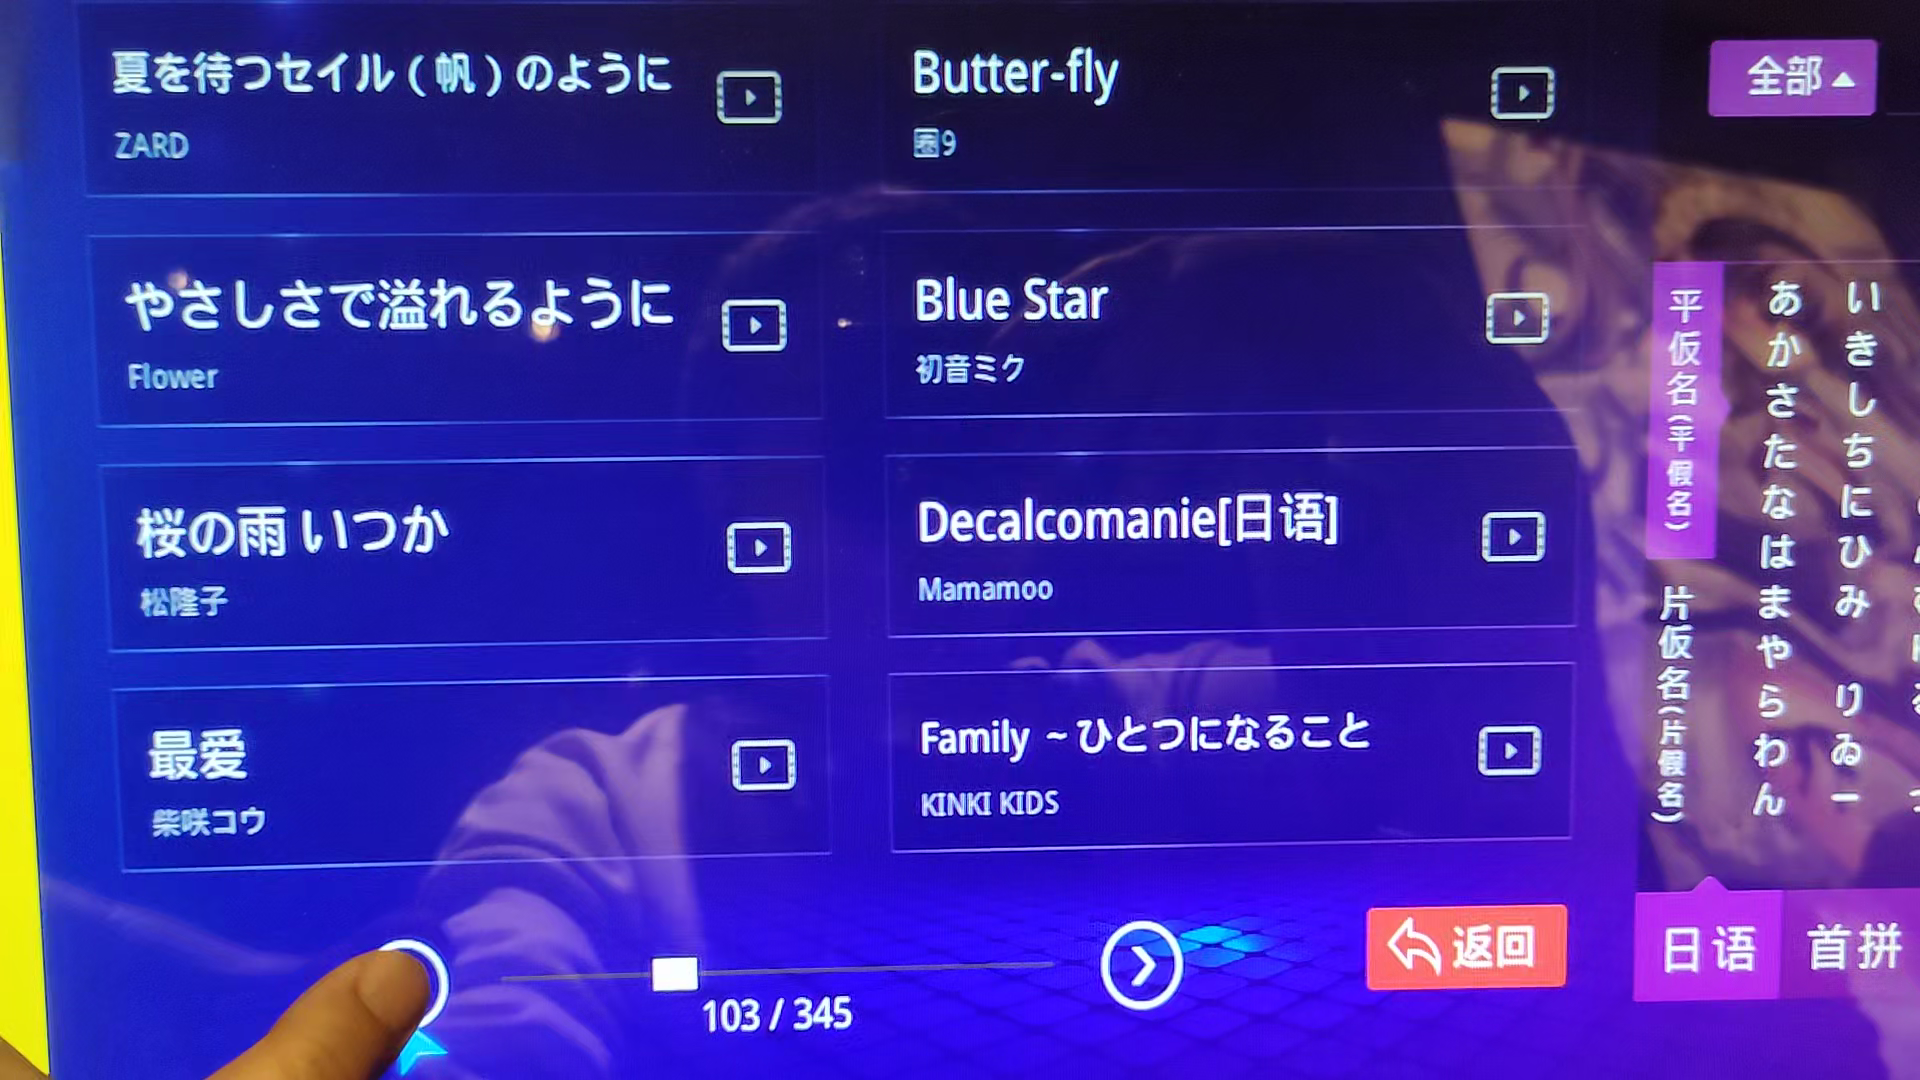 夏を待つセイル(帆)のように
ZARD
Butter-fly
圏9
全部
やさしさで溢れるように
Flower
Blue Star
初音ミク
桜の雨 いつか
松隆子
Decalcomanie[日语]
Mamamoo
最爱
柴咲コウ
Family ~ひとつになること
KINKI KIDS
平仮名(平假名)
片仮名(片假名)
あかさたなはまやらわん
いきしちにひみ りゐー
103 / 345
返回
日语
首拼